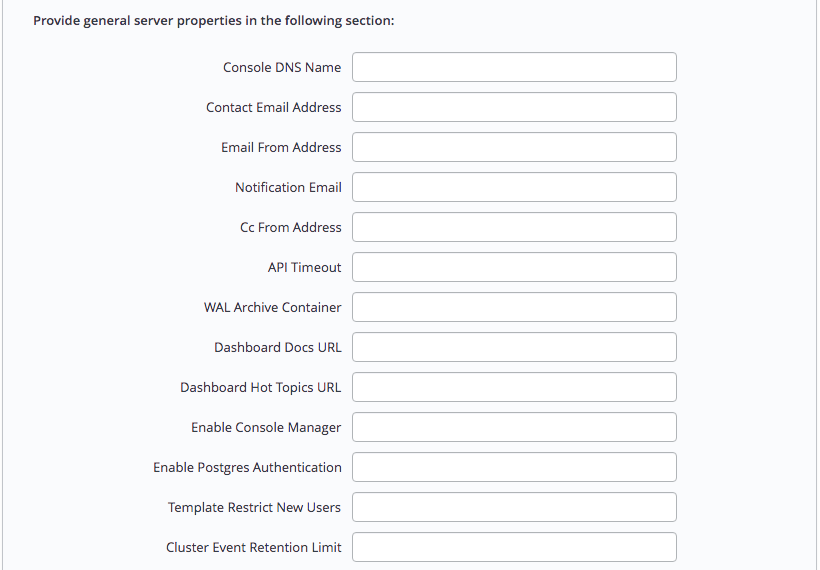 Provide general server properties in the following section:
Console DNS Name
Contact Email Address
Email From Address
Notification Email
Cc From Address
API Timeout
WAL Archive Container
Dashboard Docs URL
Dashboard Hot Topics URL
Enable Console Manager
Enable Postgres Authentication
Template Restrict New Users
Cluster Event Retention Limit